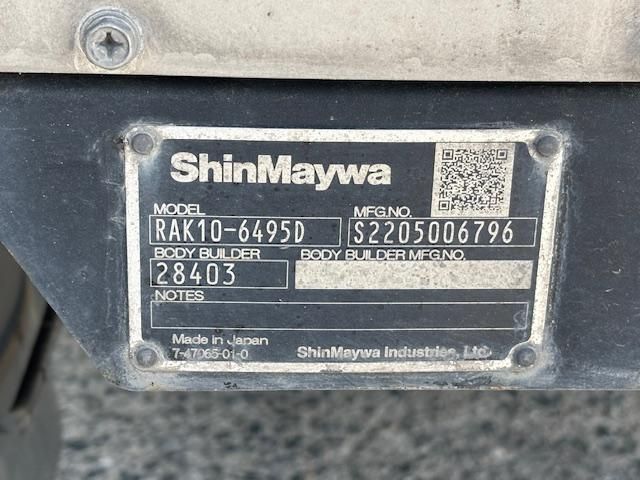 ShinMaywa
MODEL MFG.NO.
RAK10-6495D S2205006796
BODY BUILDER BODY BUILDER MFG.NO.
28403
NOTES
Made in Japan
7-47065-01-0 ShinMaywa Industries, Ltd.